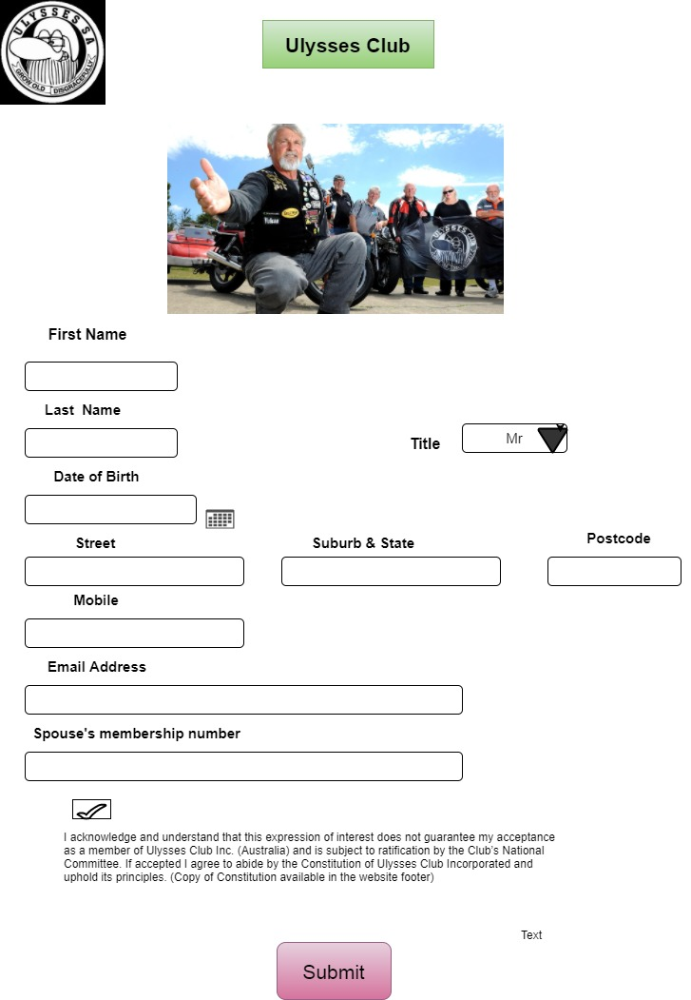 ULYSSES SA
GROW OLD DISGRACEFULLY
Ulysses Club
ULYSSES CLUB
First Name
Last Name
Title
Mr
Date of Birth
Street
Suburb & State
Postcode
Mobile
Email Address
Spouse's membership number
I acknowledge and understand that this expression of interest does not guarantee my acceptance
as a member of Ulysses Club Inc. (Australia) and is subject to ratification by the Club's National
Committee. If accepted I agree to abide by the Constitution of Ulysses Club Incorporated and
uphold its principles. (Copy of Constitution available in the website footer)
Text
Submit